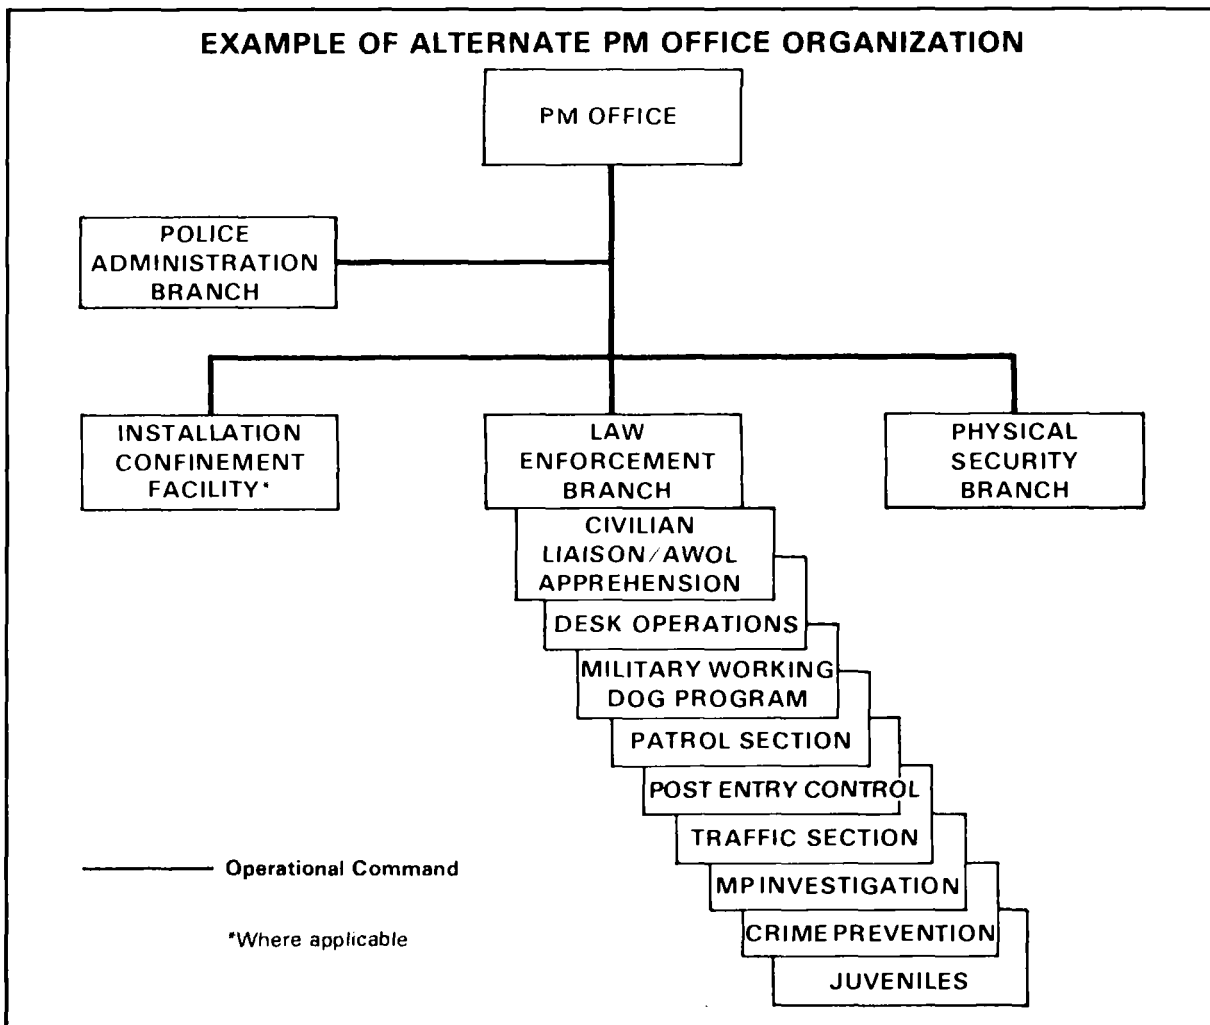 EXAMPLE OF ALTERNATE PM OFFICE ORGANIZATION
PM OFFICE
POLICE
ADMINISTRATION
BRANCH
INSTALLATION
CONFINEMENT
FACILITY*
LAW
ENFORCEMENT
BRANCH
PHYSICAL
SECURITY
BRANCH
CIVILIAN
LIAISON/AWOL
APPREHENSION
DESK OPERATIONS
MILITARY WORKING
DOG PROGRAM
PATROL SECTION
POST ENTRY CONTROL
TRAFFIC SECTION
MP INVESTIGATION
CRIME PREVENTION
JUVENILES
Operational Command
*Where applicable